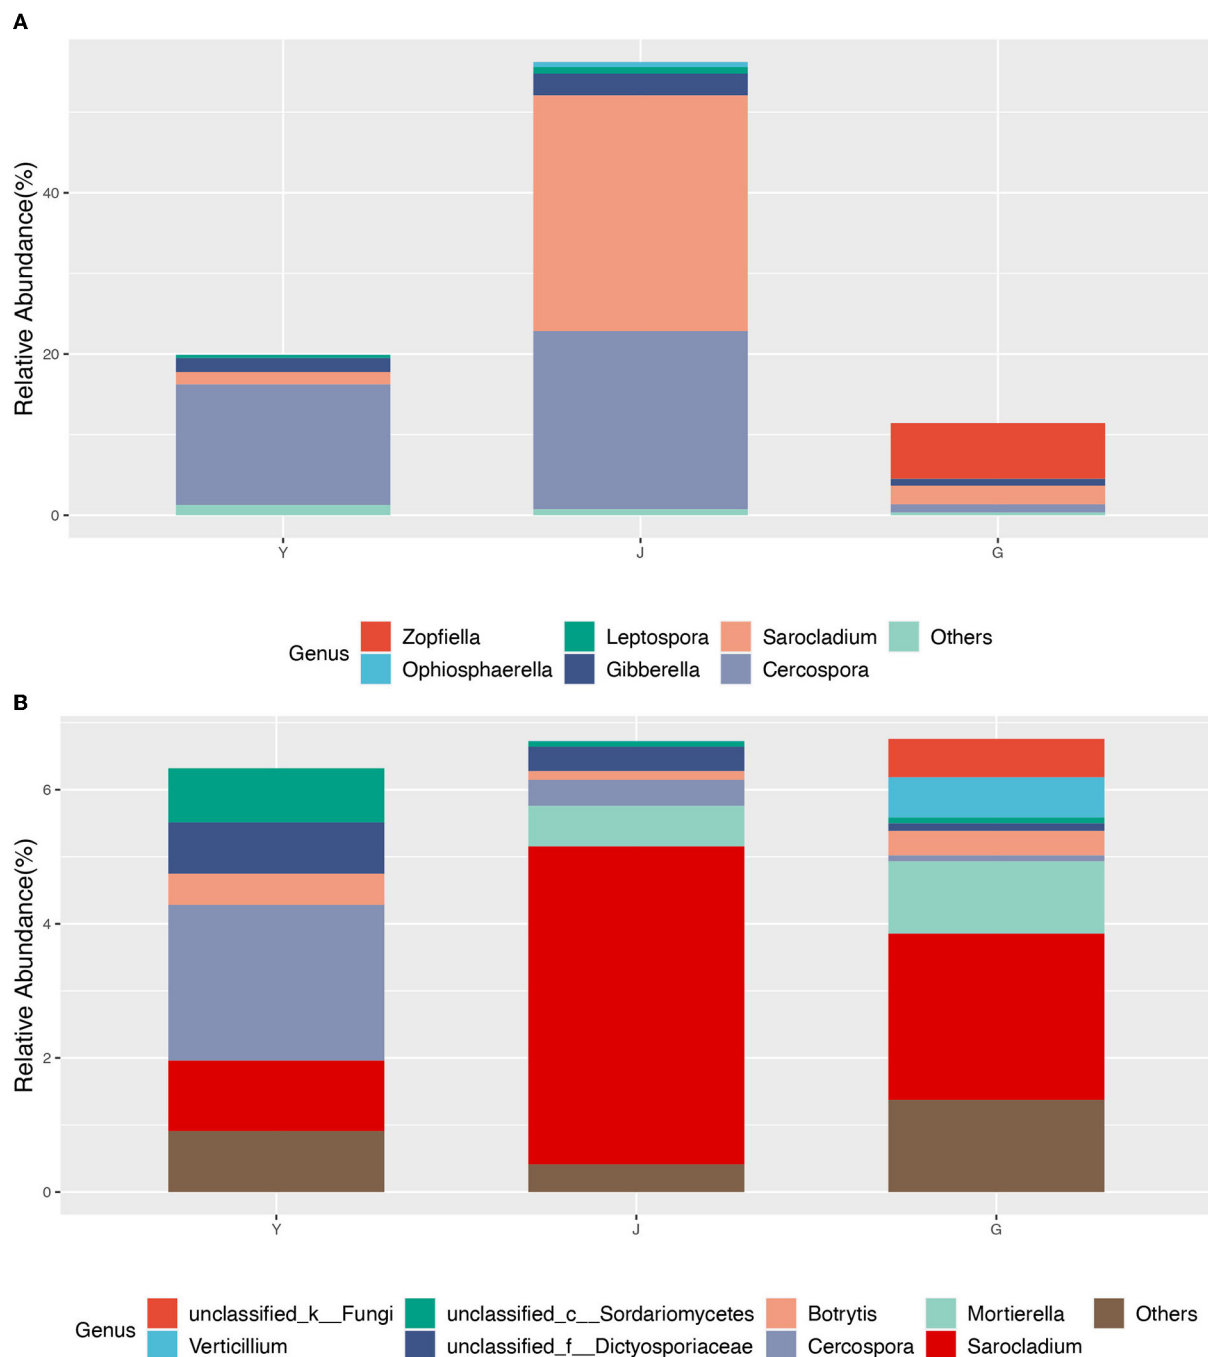 A
Relative Abundance(%)
40
20
0
Y J G
Genus
Zopfiella Leptospora Sarocladium Others
Ophiosphaerella Gibberella Cercospora
B
Relative Abundance(%)
6
4
2
0
Y J G
Genus
unclassified_k__Fungi unclassified_c__Sordariomycetes Botrytis Mortierella Others
Verticillium unclassified_f__Dictyosporiaceae Cercospora Sarocladium